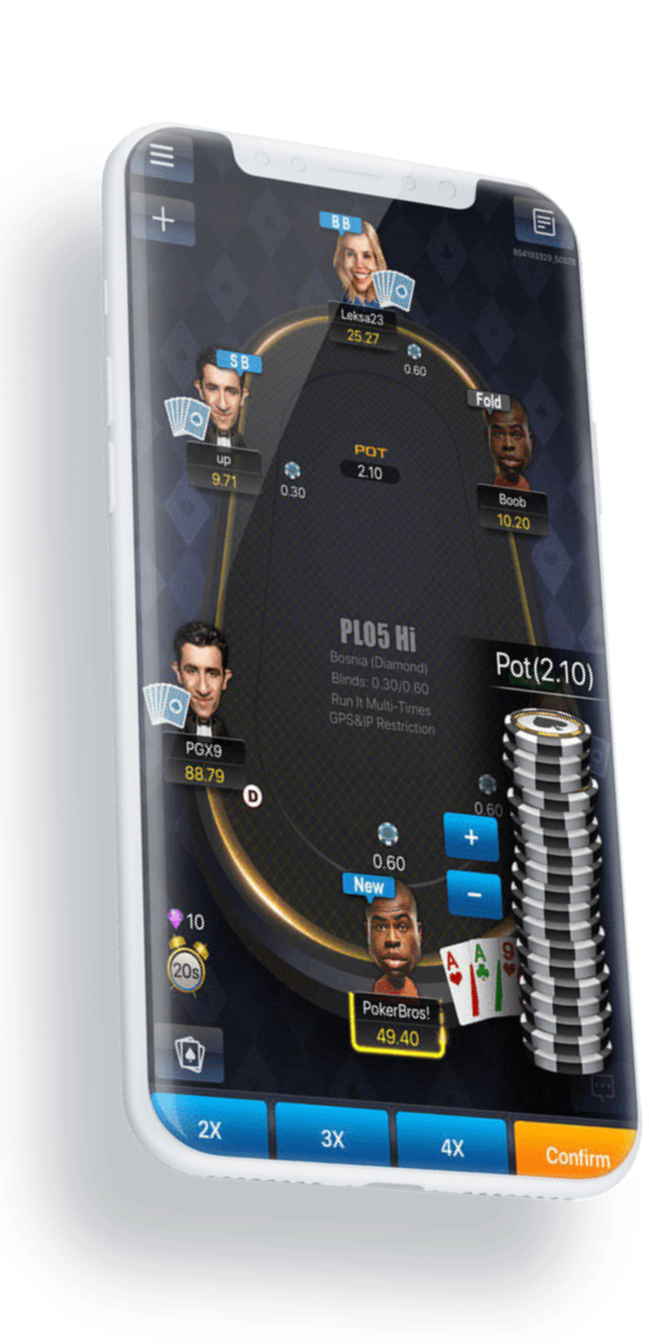 BB
854193329_50578
Leksa23
25.27
0.60
SB
Fold
POT
2.10
up
9.71
0.30
Boob
10.20
PLO5 Hi
Bosnia (Diamond)
Blinds: 0.30/0.60
Run It Multi-Times
GPS&IP Restriction
Pot(2.10)
PGX9
88.79
D
0.60
0.60
+
New
−
10
20s
A
A
9
PokerBros!
49.40
2X
3X
4X
Confirm